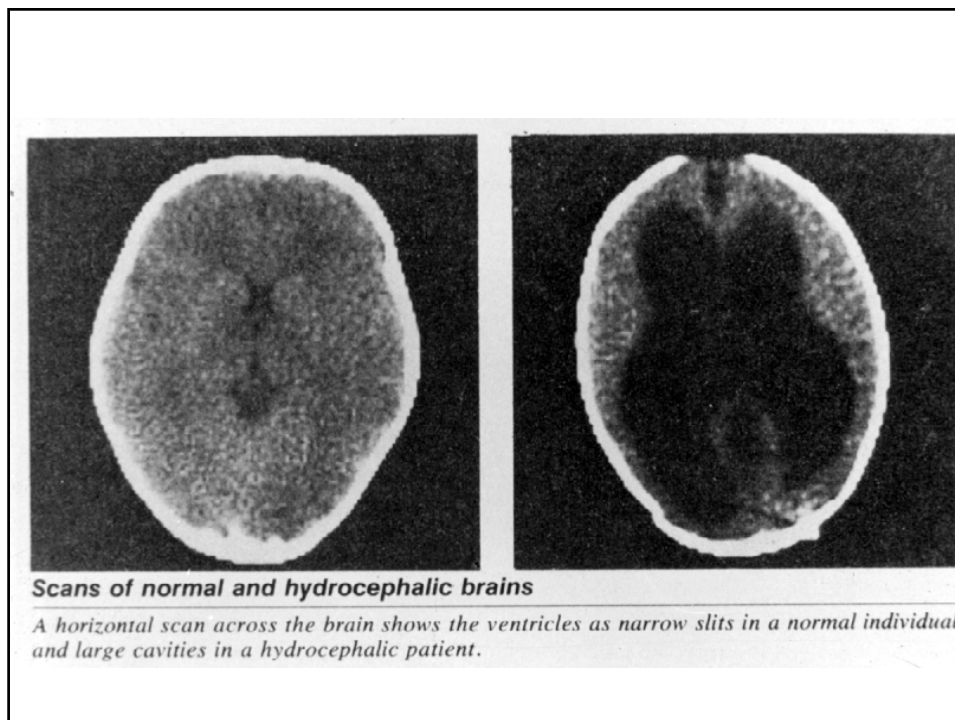 Scans of normal and hydrocephalic brains
A horizontal scan across the brain shows the ventricles as narrow slits in a normal individual
and large cavities in a hydrocephalic patient.